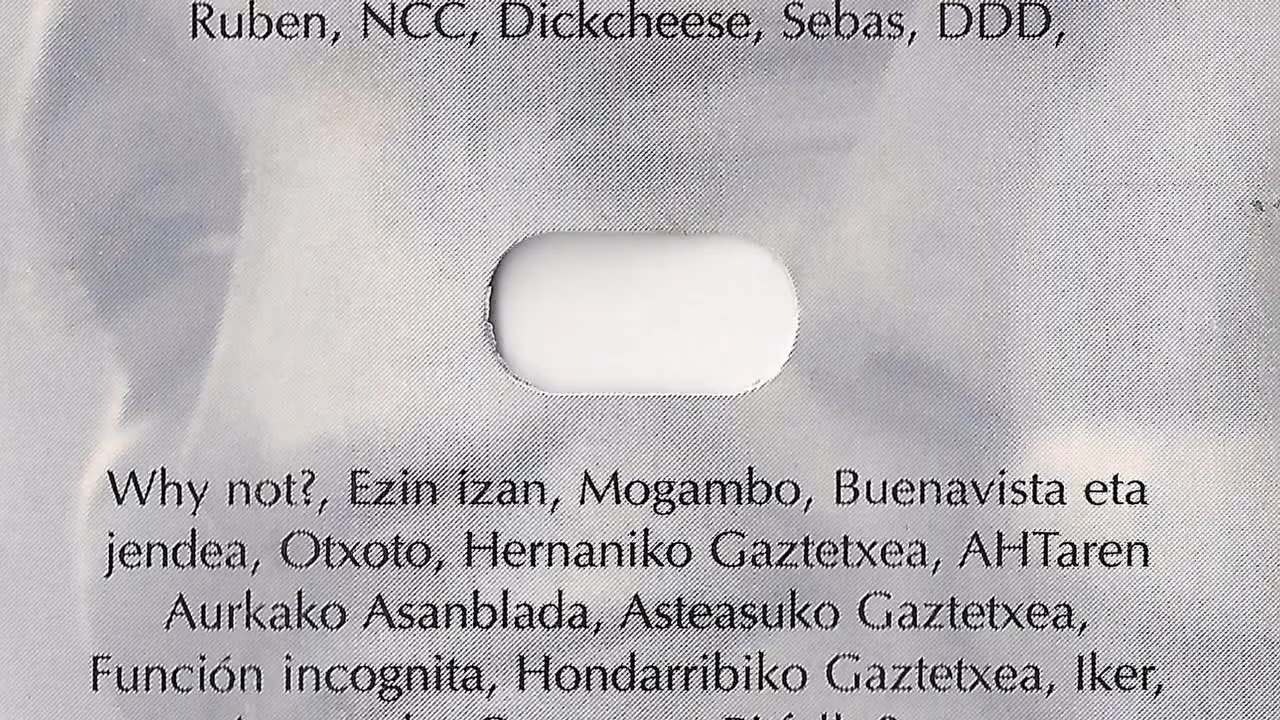 Ruben, NCC, Dickcheese, Sebas, DDD,
Why not?, Ezin izan, Mogambo, Buenavista eta
jendea, Otxoto, Hernaniko Gaztetxea, AHTaren
Aurkako Asanblada, Asteasuko Gaztetxea,
Función incognita, Hondarribiko Gaztetxea, Iker,